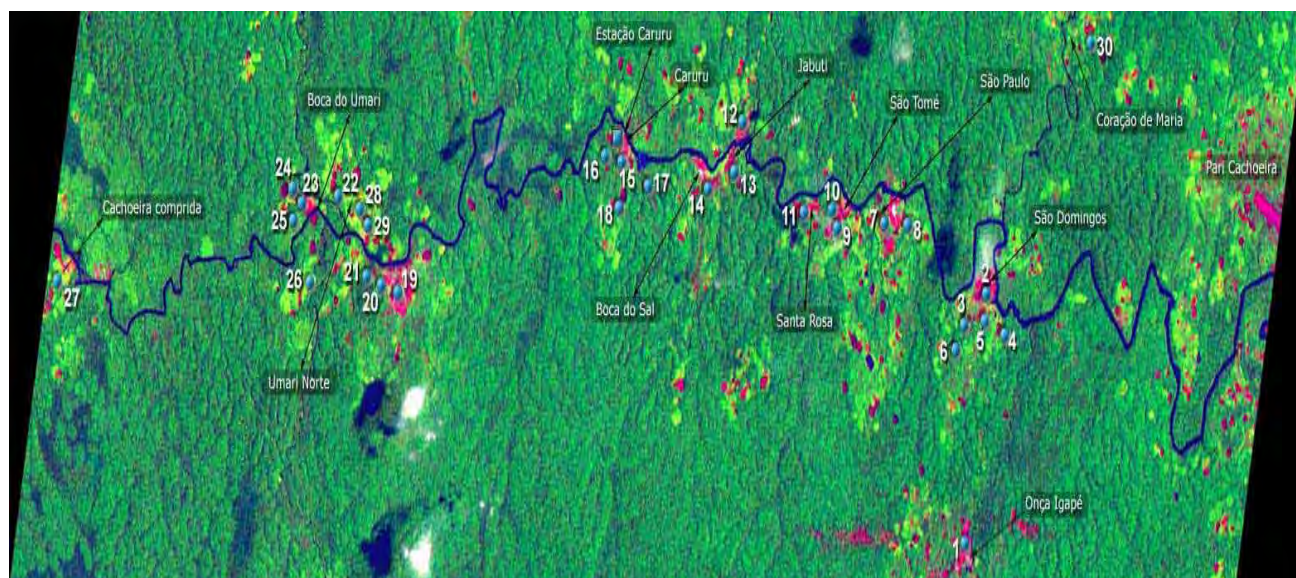 Estação Caruru
30
Caruru
Jabuti
São Paulo
Boca do Umari
São Tomé
12
Coração de Maria
16
15
13
Pari Cachoeira
24
23
22
28
17
14
10
Cachoeira comprida
18
11
7
25
29
9
8
São Domingos
27
26
21
19
2
20
Boca do Sal
3
Santa Rosa
5
4
6
Umari Norte
Onça Igapé
1